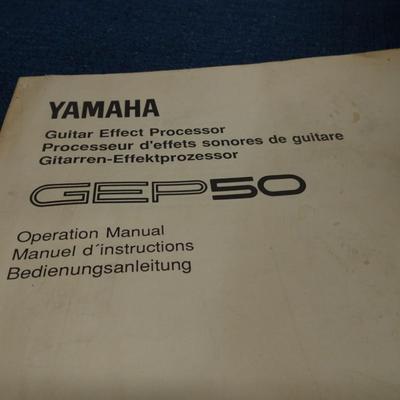 YAMAHA
Guitar Effect Processor
Processeur d'effets sonores de guitare
Gitarren-Effektprozessor
GEP50
Operation Manual
Manuel d´instructions
Bedienungsanleitung